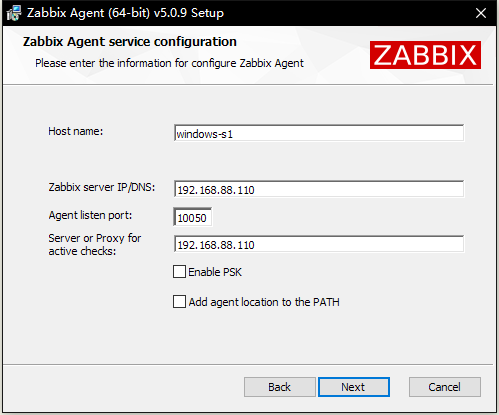 Zabbix Agent (64-bit) v5.0.9 Setup
Zabbix Agent service configuration
Please enter the information for configure Zabbix Agent
ZABBIX
Host name:
windows-s1
Zabbix server IP/DNS:
192.168.88.110
Agent listen port:
10050
Server or Proxy for
active checks:
192.168.88.110
Enable PSK
Add agent location to the PATH
Back
Next
Cancel